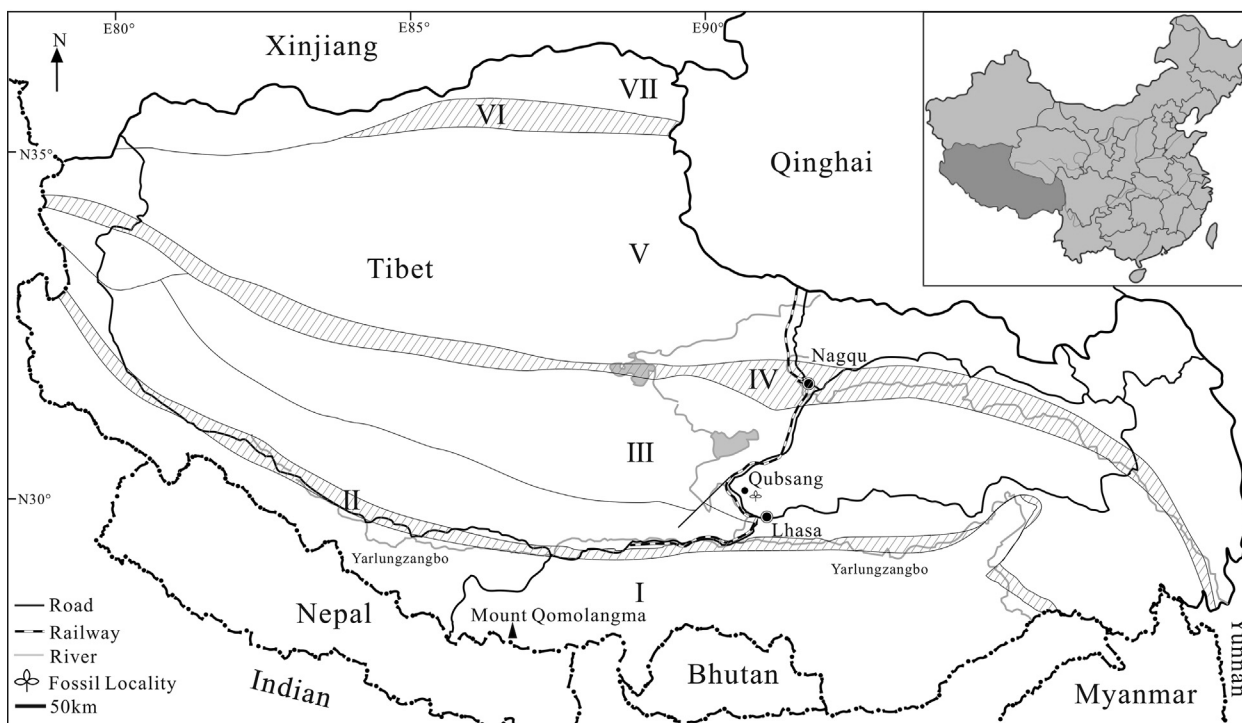 E80°
E85°
E90°
N
Xinjiang
VII
VI
N35°
Qinghai
V
Tibet
Nagqu
IV
III
Qubsang
N30°
II
Lhasa
Yarlungzangbo
Yarlungzangbo
I
Nepal
Mount Qomolangma
Bhutan
Indian
Myanmar
Yunnan
Road
Railway
River
Fossil Locality
50km